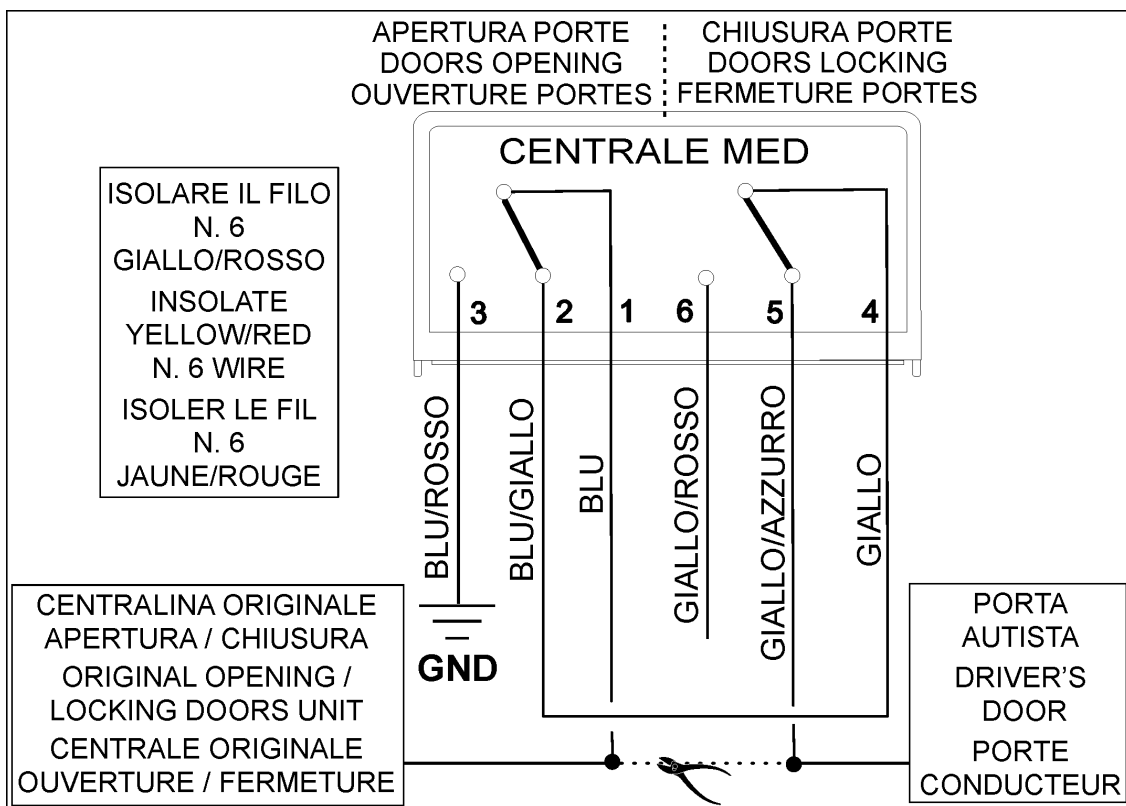 APERTURA PORTE
DOORS OPENING
OUVERTURE PORTES
CHIUSURA PORTE
DOORS LOCKING
FERMETURE PORTES
CENTRALE MED
ISOLARE IL FILO
N. 6
GIALLO/ROSSO
INSOLATE
YELLOW/RED
N. 6 WIRE
ISOLER LE FIL
N. 6
JAUNE/ROUGE
3 2 1 6 5 4
BLU/ROSSO
BLU/GIALLO
BLU
GIALLO/ROSSO
GIALLO/AZZURRO
GIALLO
GND
CENTRALINA ORIGINALE
APERTURA / CHIUSURA
ORIGINAL OPENING /
LOCKING DOORS UNIT
CENTRALE ORIGINALE
OUVERTURE / FERMETURE
PORTA
AUTISTA
DRIVER'S
DOOR
PORTE
CONDUCTEUR